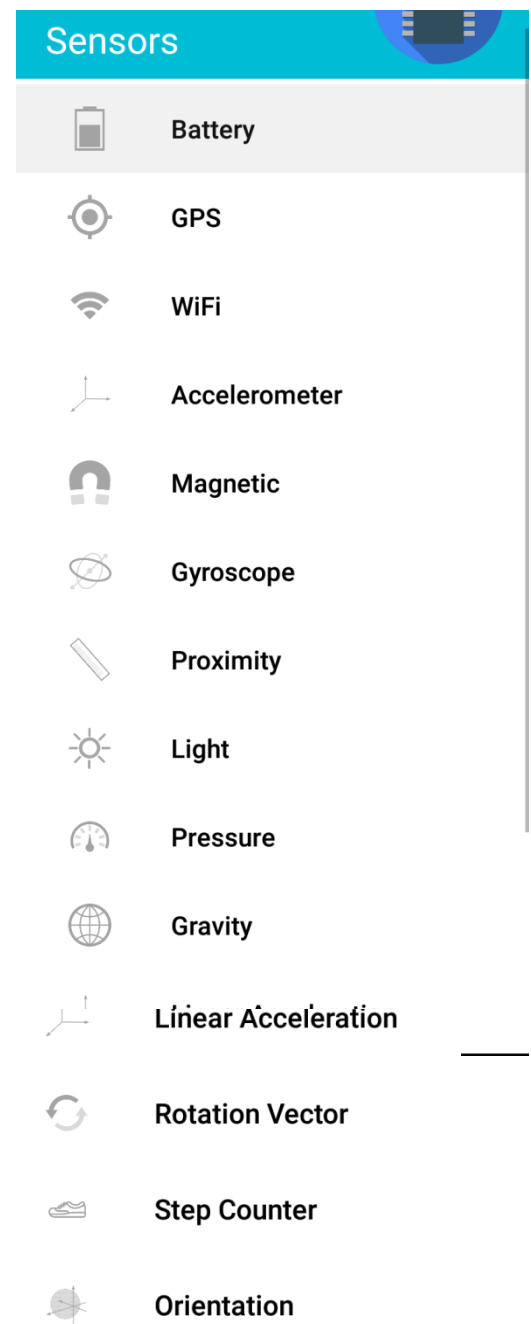 Sensors
Battery
GPS
WiFi
Accelerometer
Magnetic
Gyroscope
Proximity
Light
Pressure
Gravity
Linear Acceleration
Rotation Vector
Step Counter
Orientation